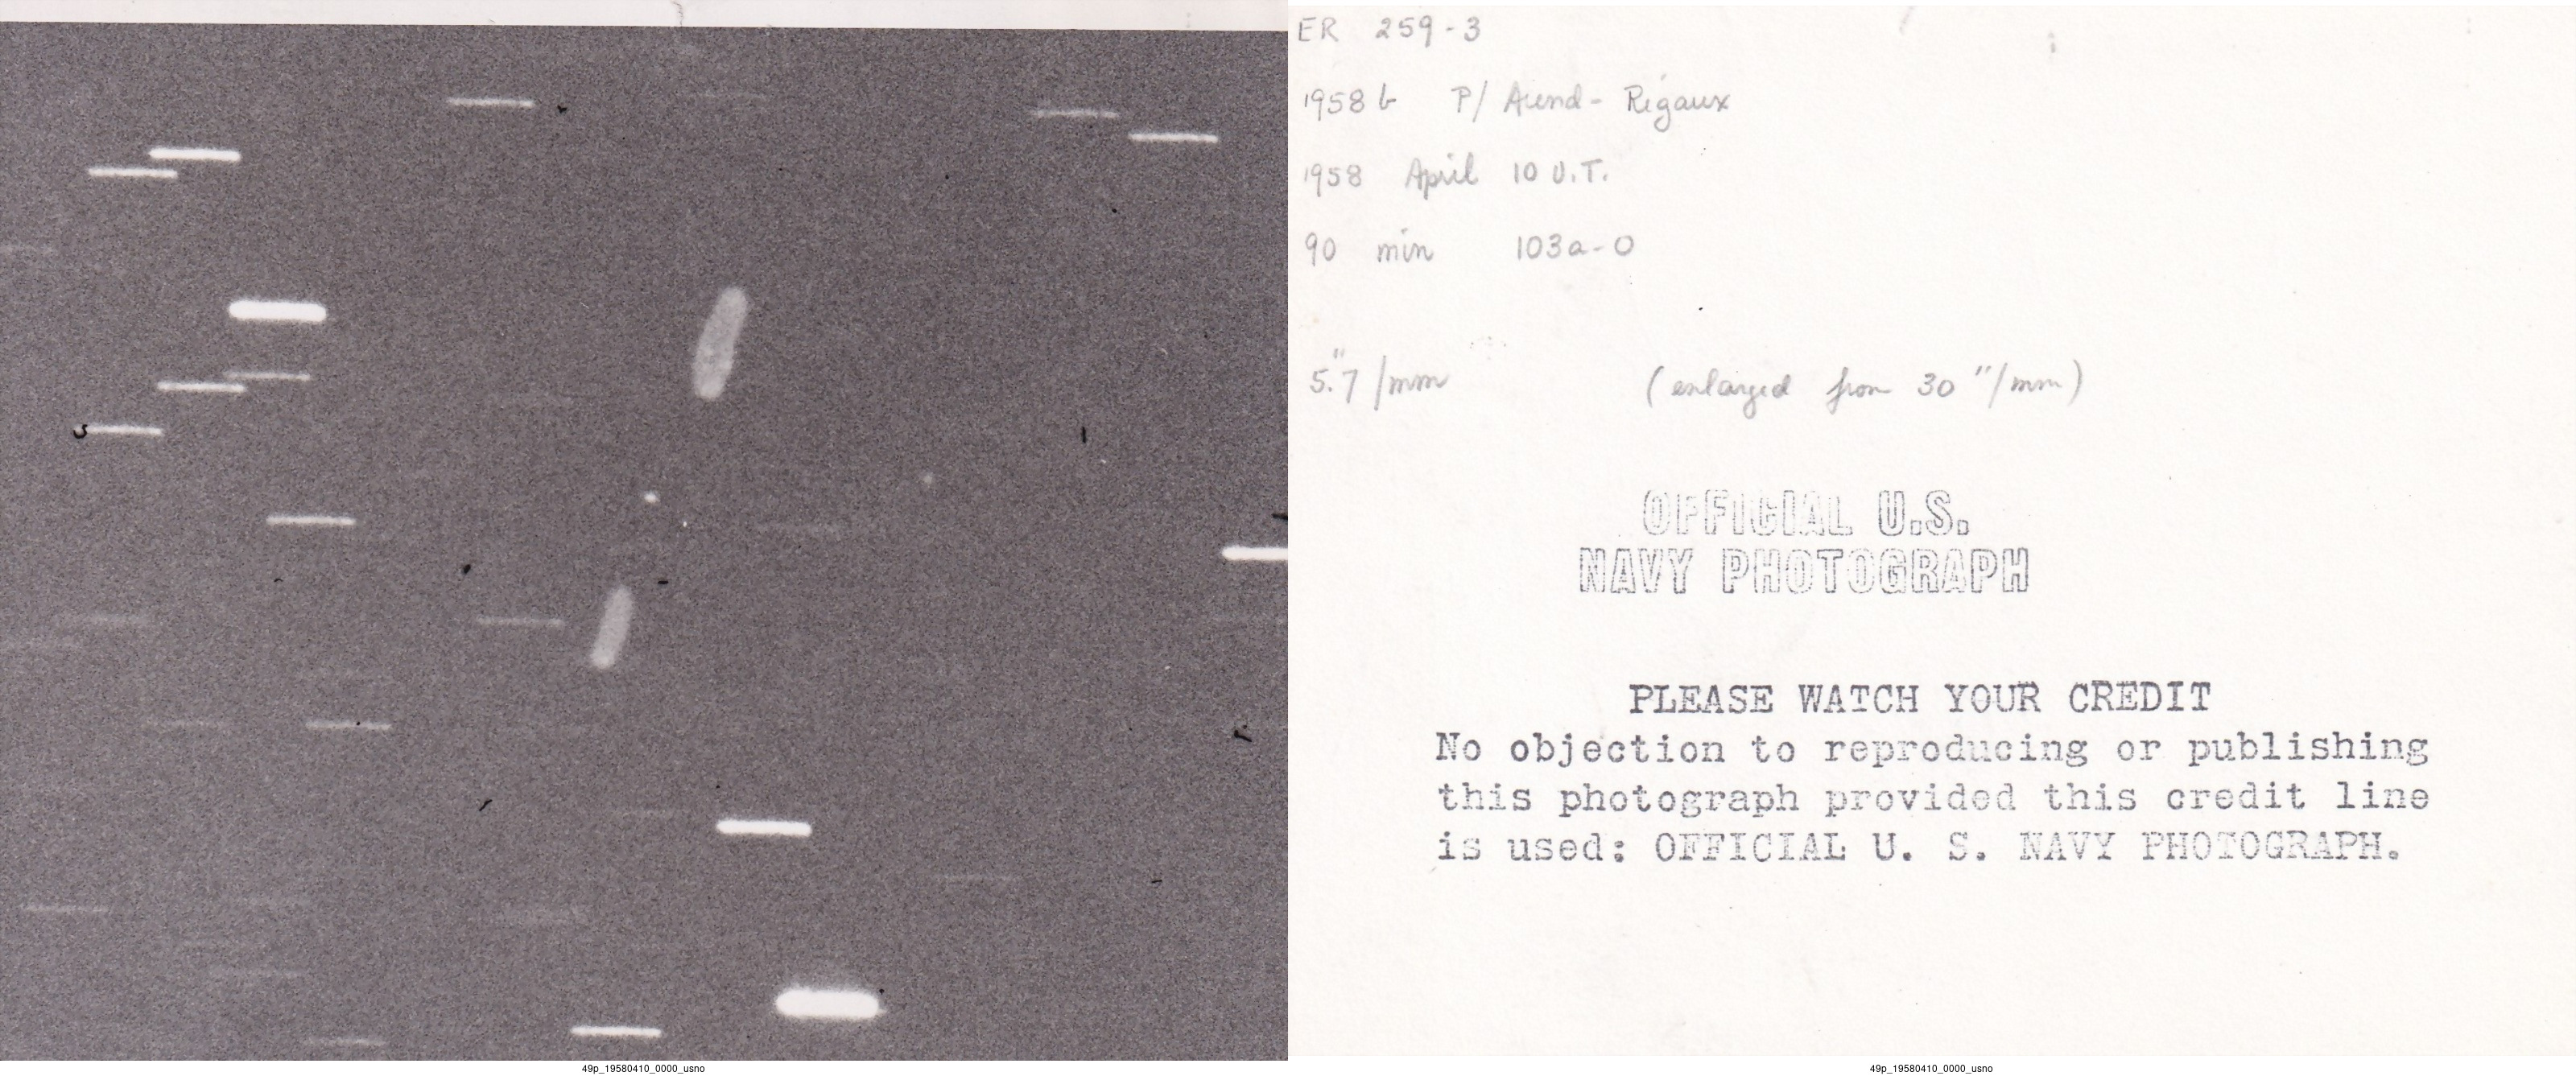 ER 259-3
1958 b P/ Arend-Rigaux
1958 April 10 U.T.
90 min 103a-O
5."7/mm (enlarged from 30"/mm)
OFFICIAL U.S.
NAVY PHOTOGRAPH
PLEASE WATCH YOUR CREDIT
No objection to reproducing or publishing
this photograph provided this credit line
is used: OFFICIAL U. S. NAVY PHOTOGRAPH.
49p_19580410_0000_usno
49p_19580410_0000_usno